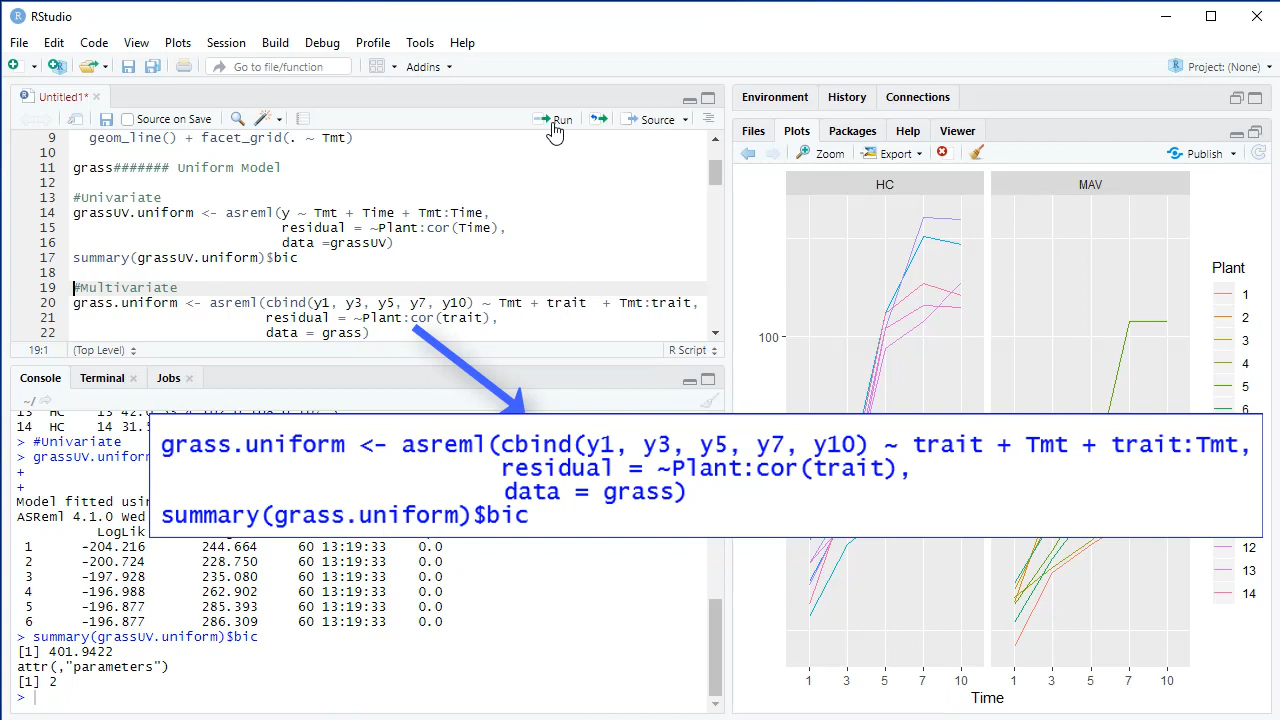 RStudio
File Edit Code View Plots Session Build Debug Profile Tools Help
Go to file/function
Addins
Project: (None)
Untitled1*
Source on Save
Run
Source
9 geom_line() + facet_grid(. ~ Tmt)
10
11 grass####### Uniform Model
12
13 #Univariate
14 grassUV.uniform <- asreml(y ~ Tmt + Time + Tmt:Time,
15 residual = ~Plant:cor(Time),
16 data =grassUV)
17 summary(grassUV.uniform)$bic
18
19 #Multivariate
20 grass.uniform <- asreml(cbind(y1, y3, y5, y7, y10) ~ Tmt + trait + Tmt:trait,
21 residual = ~Plant:cor(trait),
22 data = grass)
19:1 (Top Level) R Script
Console Terminal Jobs
~/
14 HC 14 31.
> #Univariate
> grassUV.uniform
+
+
Model fitted using
ASReml 4.1.0 Wed
LogLik
1 -204.216 244.664 60 13:19:33 0.0
2 -200.724 228.750 60 13:19:33 0.0
3 -197.928 235.080 60 13:19:33 0.0
4 -196.988 262.902 60 13:19:33 0.0
5 -196.877 285.393 60 13:19:33 0.0
6 -196.877 286.309 60 13:19:33 0.0
> summary(grassUV.uniform)$bic
[1] 401.9422
attr(,"parameters")
[1] 2
>
grass.uniform <- asreml(cbind(y1, y3, y5, y7, y10) ~ trait + Tmt + trait:Tmt,
residual = ~Plant:cor(trait),
data = grass)
summary(grass.uniform)$bic
Environment History Connections
Files Plots Packages Help Viewer
Zoom Export Publish
HC MAV
100
Plant
1
2
3
4
5
6
12
13
14
1 3 5 7 10 1 3 5 7 10
Time